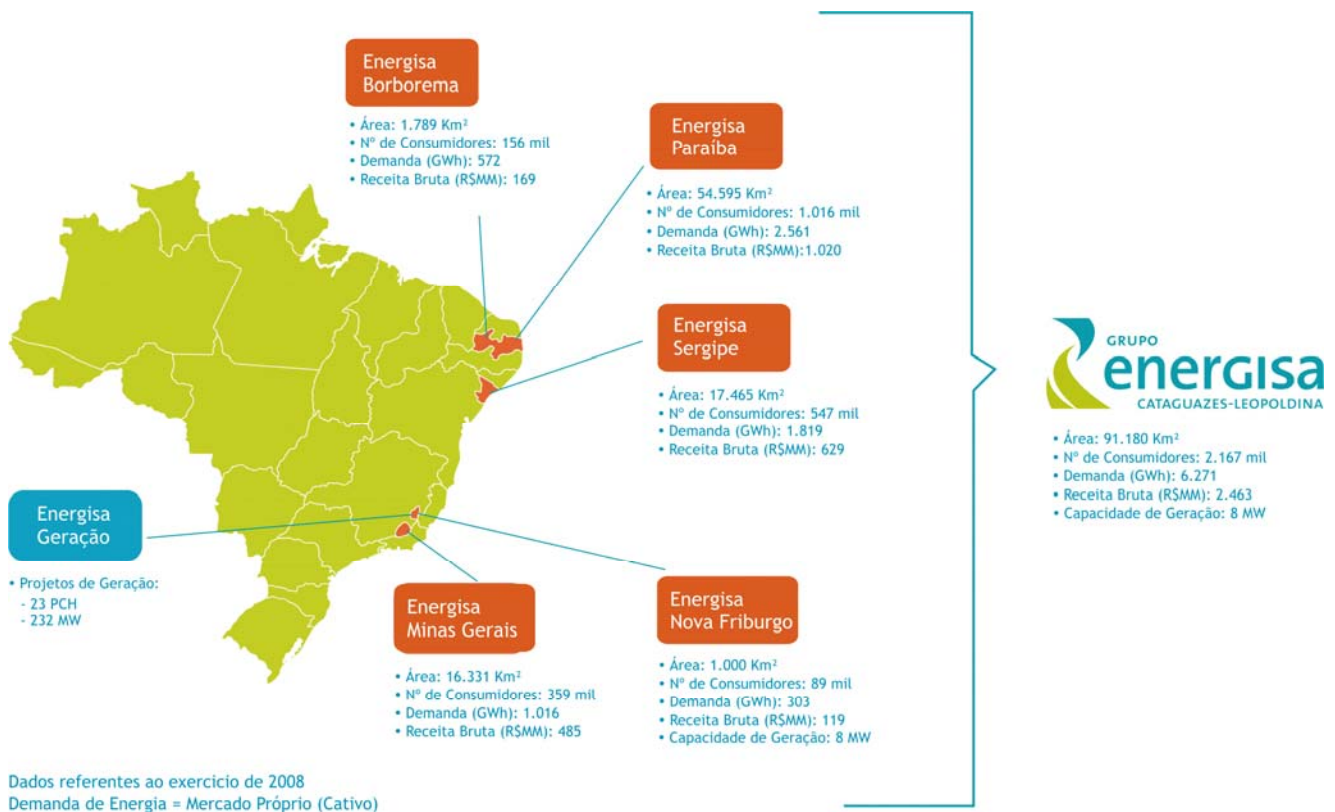 Energisa
Borborema
• Área: 1.789 Km²
• Nº de Consumidores: 156 mil
• Demanda (GWh): 572
• Receita Bruta (R$MM): 169
Energisa
Paraíba
• Área: 54.595 Km²
• Nº de Consumidores: 1.016 mil
• Demanda (GWh): 2.561
• Receita Bruta (R$MM):1.020
Energisa
Sergipe
• Área: 17.465 Km²
• Nº de Consumidores: 547 mil
• Demanda (GWh): 1.819
• Receita Bruta (R$MM): 629
GRUPO
energisa
CATAGUAZES-LEOPOLDINA
• Área: 91.180 Km²
• Nº de Consumidores: 2.167 mil
• Demanda (GWh): 6.271
• Receita Bruta (R$MM): 2.463
• Capacidade de Geração: 8 MW
Energisa
Geração
• Projetos de Geração:
- 23 PCH
- 232 MW
Energisa
Minas Gerais
• Área: 16.331 Km²
• Nº de Consumidores: 359 mil
• Demanda (GWh): 1.016
• Receita Bruta (R$MM): 485
Energisa
Nova Friburgo
• Área: 1.000 Km²
• Nº de Consumidores: 89 mil
• Demanda (GWh): 303
• Receita Bruta (R$MM): 119
• Capacidade de Geração: 8 MW
Dados referentes ao exercicio de 2008
Demanda de Energia = Mercado Próprio (Cativo)